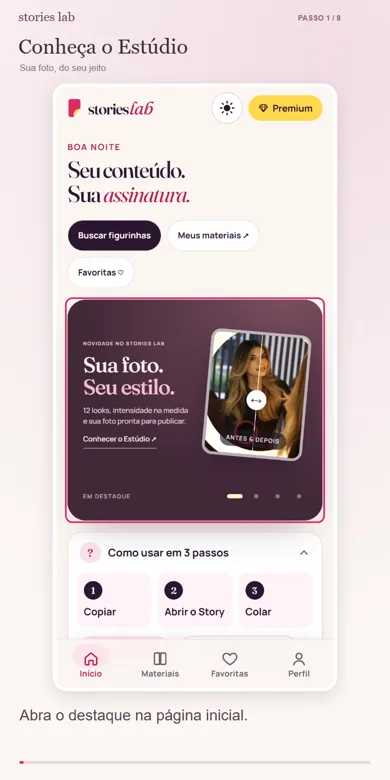 stories lab
PASSO 1 / 8
Conheça o Estúdio
Sua foto, do seu jeito
stories lab
Premium
BOA NOITE
Seu conteúdo.
Sua assinatura.
Buscar figurinhas
Meus materiais ↗
Favoritas ♡
NOVIDADE NO STORIES LAB
Sua foto.
Seu estilo.
12 looks, intensidade na medida
e sua foto pronta para publicar.
Conhecer o Estúdio ↗
ANTES & DEPOIS
EM DESTAQUE
? Como usar em 3 passos
1
Copiar
2
Abrir o Story
3
Colar
Início
Materiais
Favoritas
Perfil
Abra o destaque na página inicial.